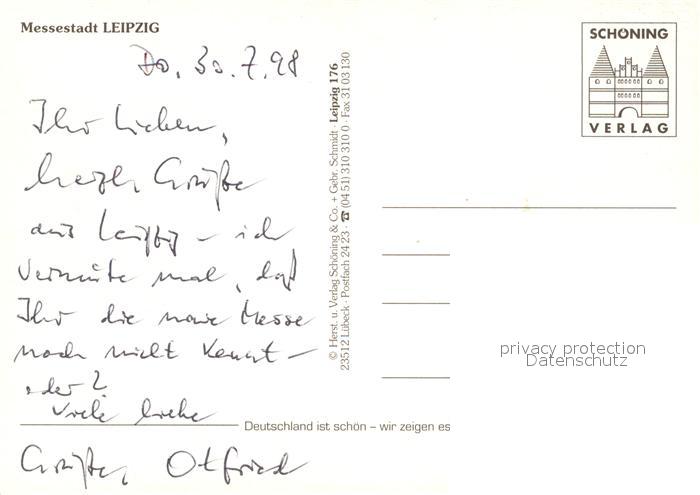 Messestadt LEIPZIG
Do, 30.7.98
Ihr Lieben,
herzl. Grüße
aus Leipzig – ich
vermute mal, daß
Ihr die neue Messe
noch nicht kennt –
oder?
Viele liebe
Grüße, Otfried
© Herst. u. Verlag Schöning & Co. + Gebr. Schmidt · Leipzig 176
23512 Lübeck · Postfach 24 23 · ☎ (04 51) 310 310 0 · Fax 31 03 130
Deutschland ist schön – wir zeigen es
SCHÖNING
VERLAG
privacy protection
Datenschutz